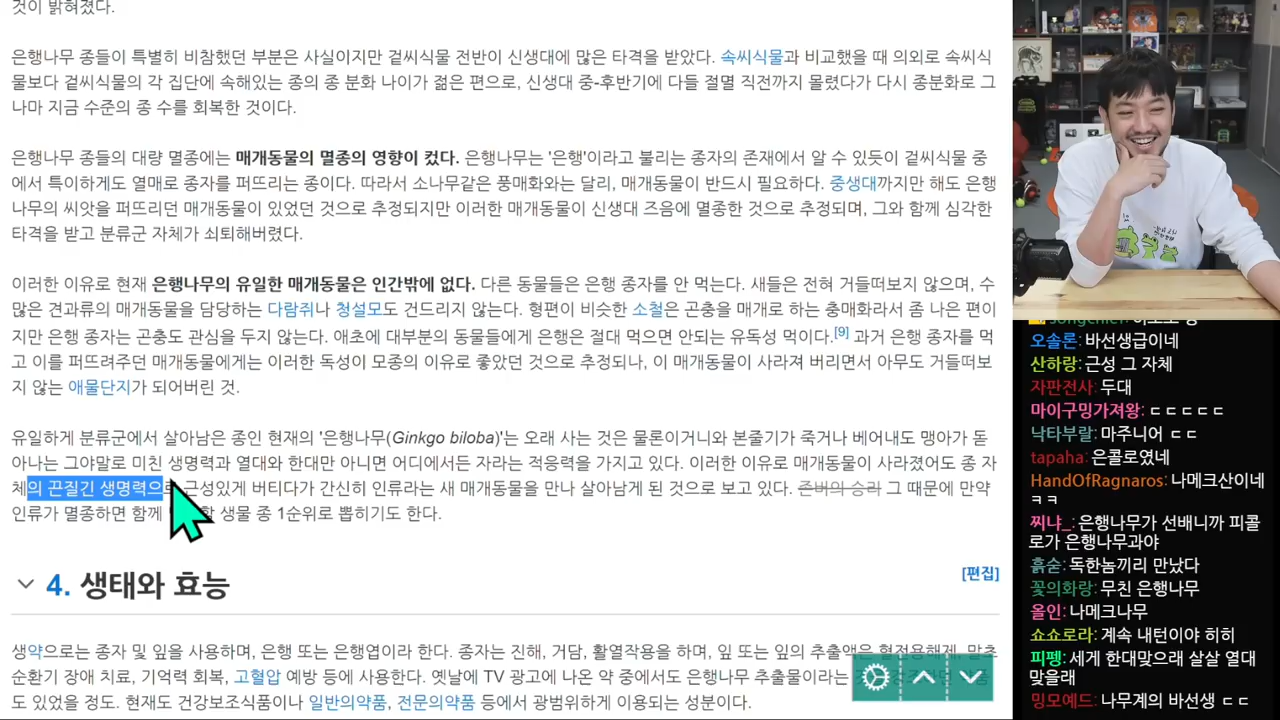 것이 밝혀졌다.
은행나무 종들이 특별히 비참했던 부분은 사실이지만 겉씨식물 전반이 신생대에 많은 타격을 받았다. 속씨식물과 비교했을 때 의외로 속씨식
물보다 겉씨식물의 각 집단에 속해있는 종의 종 분화 나이가 젊은 편으로, 신생대 중-후반기에 다들 절멸 직전까지 몰렸다가 다시 종분화로 그
나마 지금 수준의 종 수를 회복한 것이다.
은행나무 종들의 대량 멸종에는 매개동물의 멸종의 영향이 컸다. 은행나무는 '은행'이라고 불리는 종자의 존재에서 알 수 있듯이 겉씨식물 중
에서 특이하게도 열매로 종자를 퍼뜨리는 종이다. 따라서 소나무같은 풍매화와는 달리, 매개동물이 반드시 필요하다. 중생대까지만 해도 은행
나무의 씨앗을 퍼뜨리던 매개동물이 있었던 것으로 추정되지만 이러한 매개동물이 신생대 즈음에 멸종한 것으로 추정되며, 그와 함께 심각한
타격을 받고 분류군 자체가 쇠퇴해버렸다.
이러한 이유로 현재 은행나무의 유일한 매개동물은 인간밖에 없다. 다른 동물들은 은행 종자를 안 먹는다. 새들은 전혀 거들떠보지 않으며, 수
많은 견과류의 매개동물을 담당하는 다람쥐나 청설모도 건드리지 않는다. 형편이 비슷한 소철은 곤충을 매개로 하는 충매화라서 좀 나은 편이
지만 은행 종자는 곤충도 관심을 두지 않는다. 애초에 대부분의 동물들에게 은행은 절대 먹으면 안되는 유독성 먹이다.[9] 과거 은행 종자를 먹
고 이를 퍼뜨려주던 매개동물에게는 이러한 독성이 모종의 이유로 좋았던 것으로 추정되나, 이 매개동물이 사라져 버리면서 아무도 거들떠보
지 않는 애물단지가 되어버린 것.
유일하게 분류군에서 살아남은 종인 현재의 '은행나무(Ginkgo biloba)'는 오래 사는 것은 물론이거니와 본줄기가 죽거나 베어내도 맹아가 돋
아나는 그야말로 미친 생명력과 열대와 한대만 아니면 어디에서든 자라는 적응력을 가지고 있다. 이러한 이유로 매개동물이 사라졌어도 종 자
체의 끈질긴 생명력으로 근성있게 버티다가 간신히 인류라는 새 매개동물을 만나 살아남게 된 것으로 보고 있다. 존버의 승리 그 때문에 만약
인류가 멸종하면 함께 생물 종 1순위로 뽑히기도 한다.
4. 생태와 효능
[편집]
생약으로는 종자 및 잎을 사용하며, 은행 또는 은행엽이라 한다. 종자는 진해, 거담, 활열작용을 하며, 잎 또는 잎의 추출액은 혈전용해제, 말초
순환기 장애 치료, 기억력 회복, 고혈압 예방 등에 사용한다. 옛날에 TV 광고에 나온 약 중에서도 은행나무 추출물이라는
도 있었을 정도. 현재도 건강보조식품이나 일반의약품, 전문의약품 등에서 광범위하게 이용되는 성분이다.
오솔론: 바선생급이네
산하랑: 근성 그 자체
자판전사: 두대
마이구밍가져왕: ㄷㄷㄷㄷㄷ
낙타부랄: 마주니어 ㄷㄷ
tapaha: 은콜로였네
HandOfRagnaros: 나메크산이네
ㅋㅋ
찌냐_: 은행나무가 선배니까 피콜
로가 은행나무과야
흙숟: 독한놈끼리 만났다
꽃의화랑: 무친 은행나무
올인: 나메크나무
쇼쇼로라: 계속 내턴이야 히히
피펭: 세게 한대맞으래 살살 열대
맞을래
밍모예드: 나무계의 바선생 ㄷㄷ